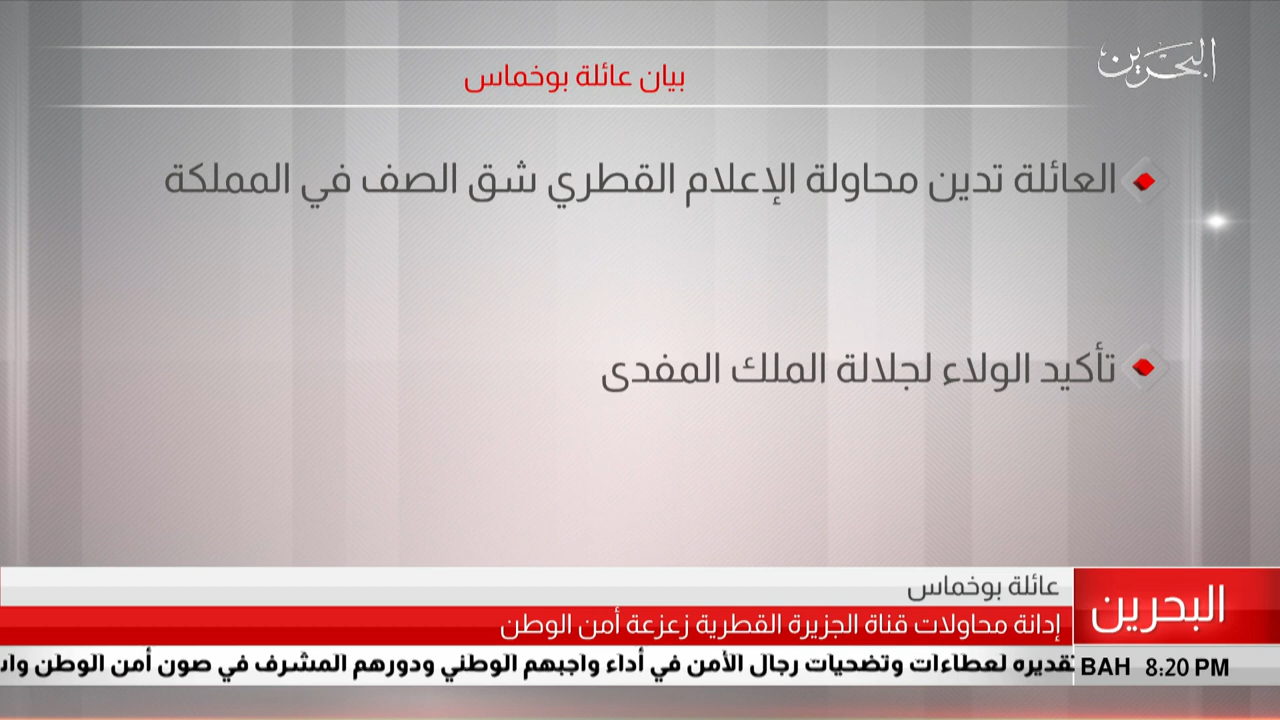 البحرين
بيان عائلة بوخماس
العائلة تدين محاولة الإعلام القطري شق الصف في المملكة
تأكيد الولاء لجلالة الملك المفدى
عائلة بوخماس
البحرين
إدانة محاولات قناة الجزيرة القطرية زعزعة أمن الوطن
تقديره لعطاءات وتضحيات رجال الأمن في أداء واجبهم الوطني ودورهم المشرف في صون أمن الوطن
BAH 8:20 PM